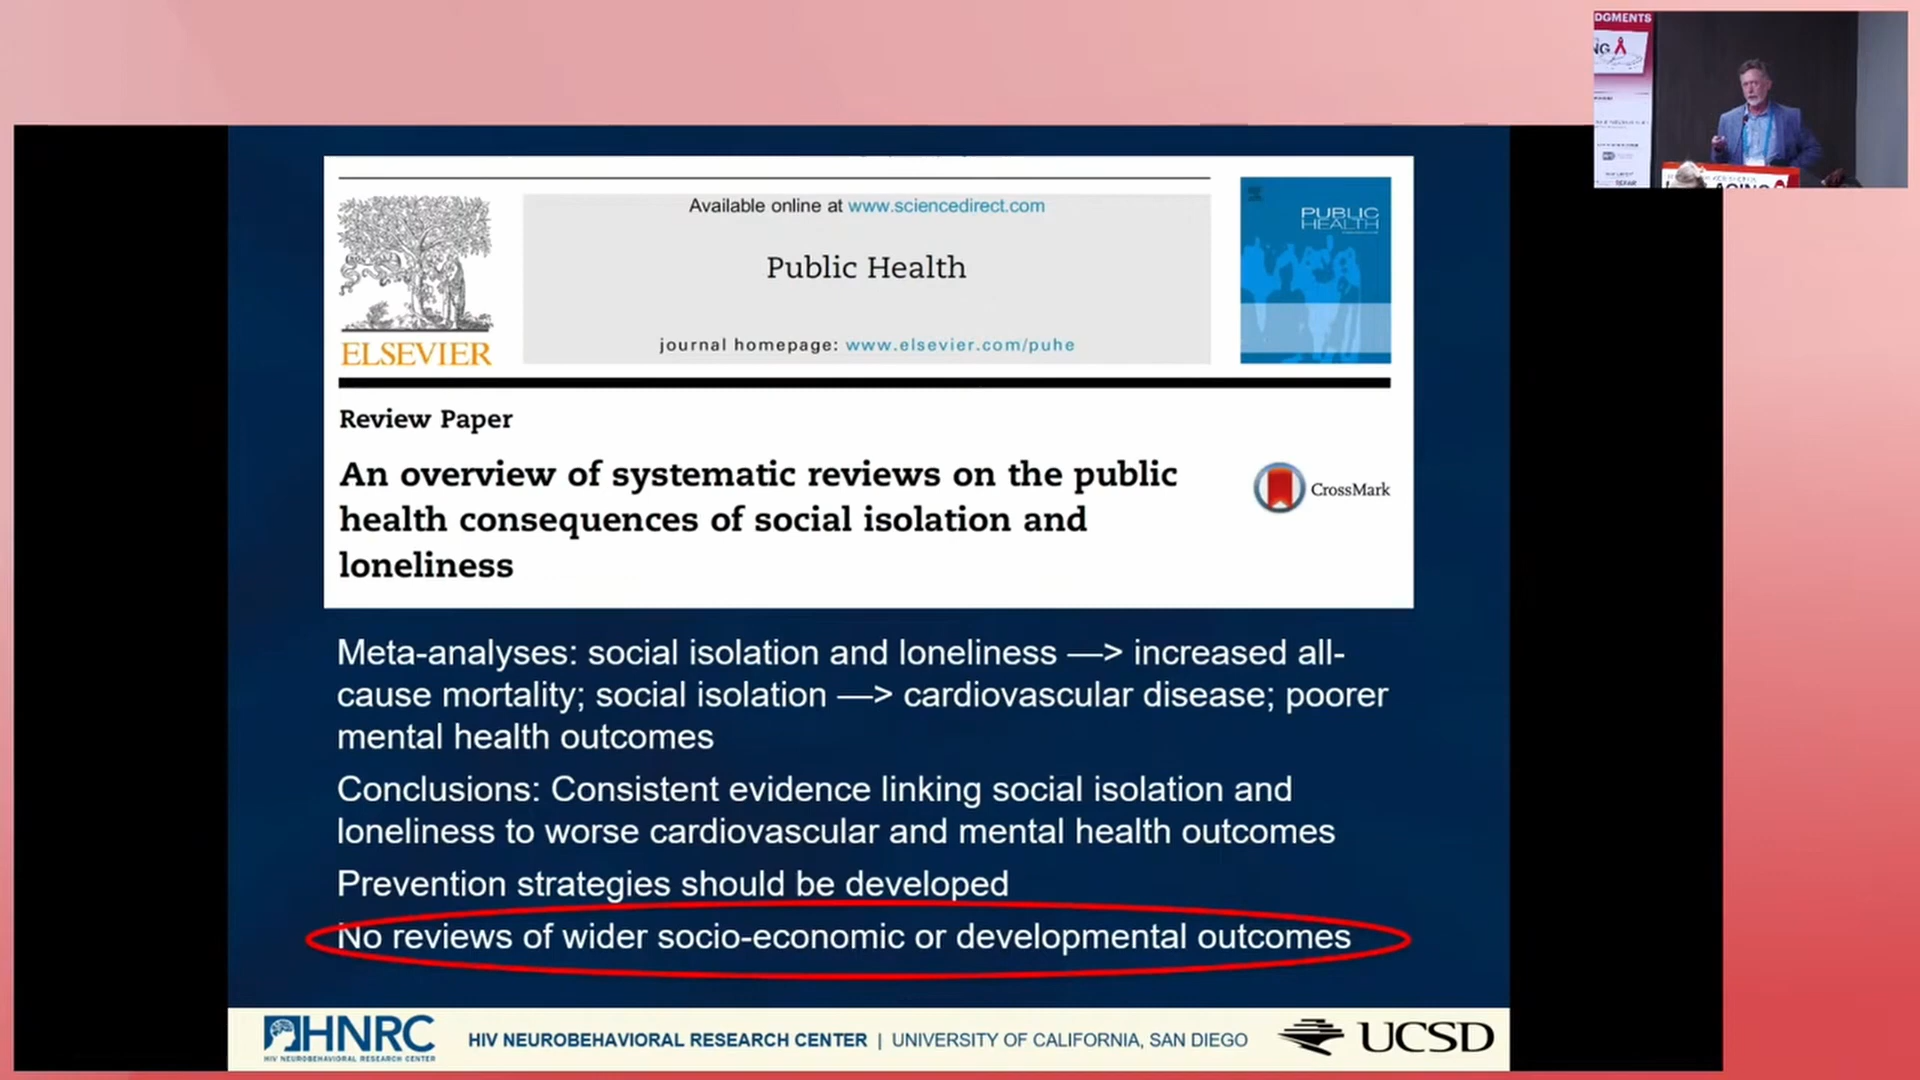 DGMENTS
Available online at www.sciencedirect.com
Public Health
journal homepage: www.elsevier.com/puhe
ELSEVIER
PUBLIC
HEALTH
Review Paper
An overview of systematic reviews on the public
health consequences of social isolation and
loneliness
CrossMark
Meta-analyses: social isolation and loneliness —> increased all-
cause mortality; social isolation —> cardiovascular disease; poorer
mental health outcomes
Conclusions: Consistent evidence linking social isolation and
loneliness to worse cardiovascular and mental health outcomes
Prevention strategies should be developed
No reviews of wider socio-economic or developmental outcomes
HNRC
HIV NEUROBEHAVIORAL RESEARCH CENTER
HIV NEUROBEHAVIORAL RESEARCH CENTER | UNIVERSITY OF CALIFORNIA, SAN DIEGO
UCSD